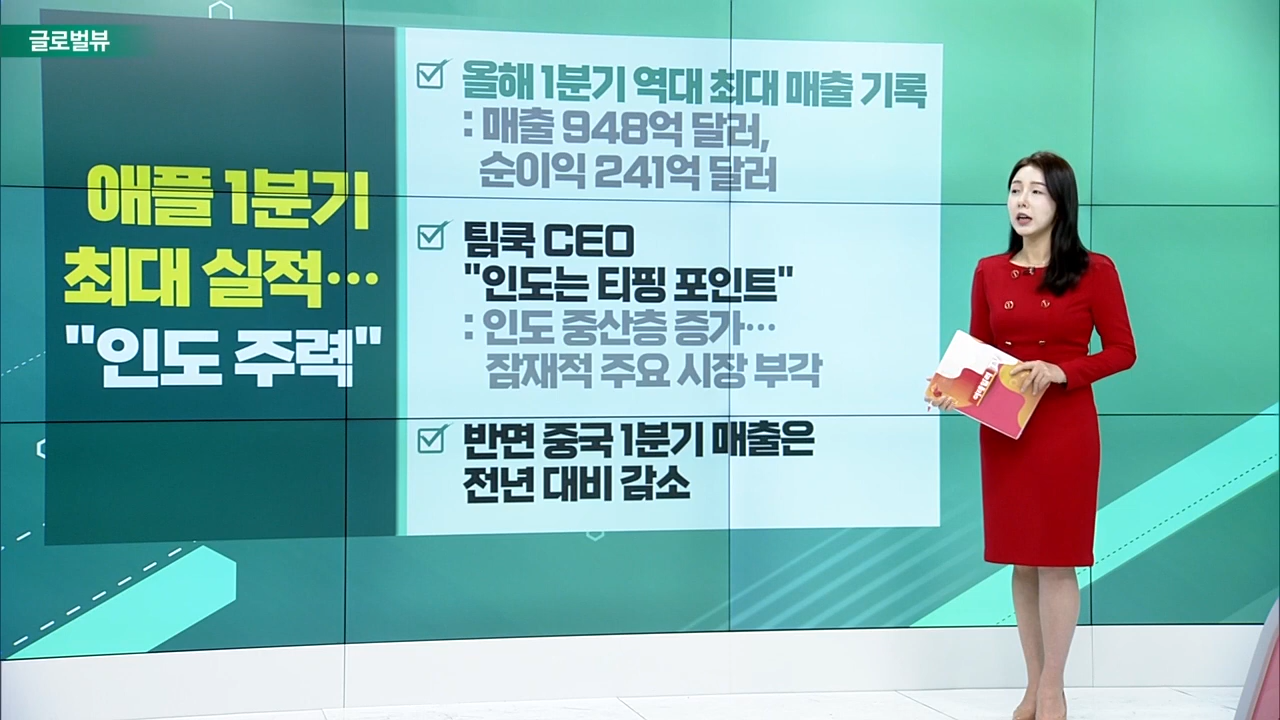 글로벌뷰
애플 1분기
최대 실적…
"인도 주력"
올해 1분기 역대 최대 매출 기록
: 매출 948억 달러,
순이익 241억 달러
팀쿡 CEO
"인도는 티핑 포인트"
: 인도 중산층 증가…
잠재적 주요 시장 부각
반면 중국 1분기 매출은
전년 대비 감소